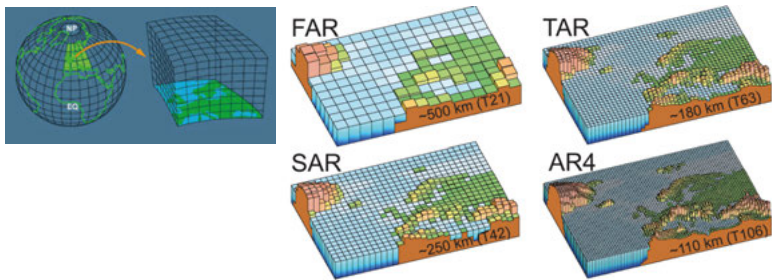 NP
EQ
FAR
~500 km (T21)
TAR
~180 km (T63)
SAR
~250 km (T42)
AR4
~110 km (T106)